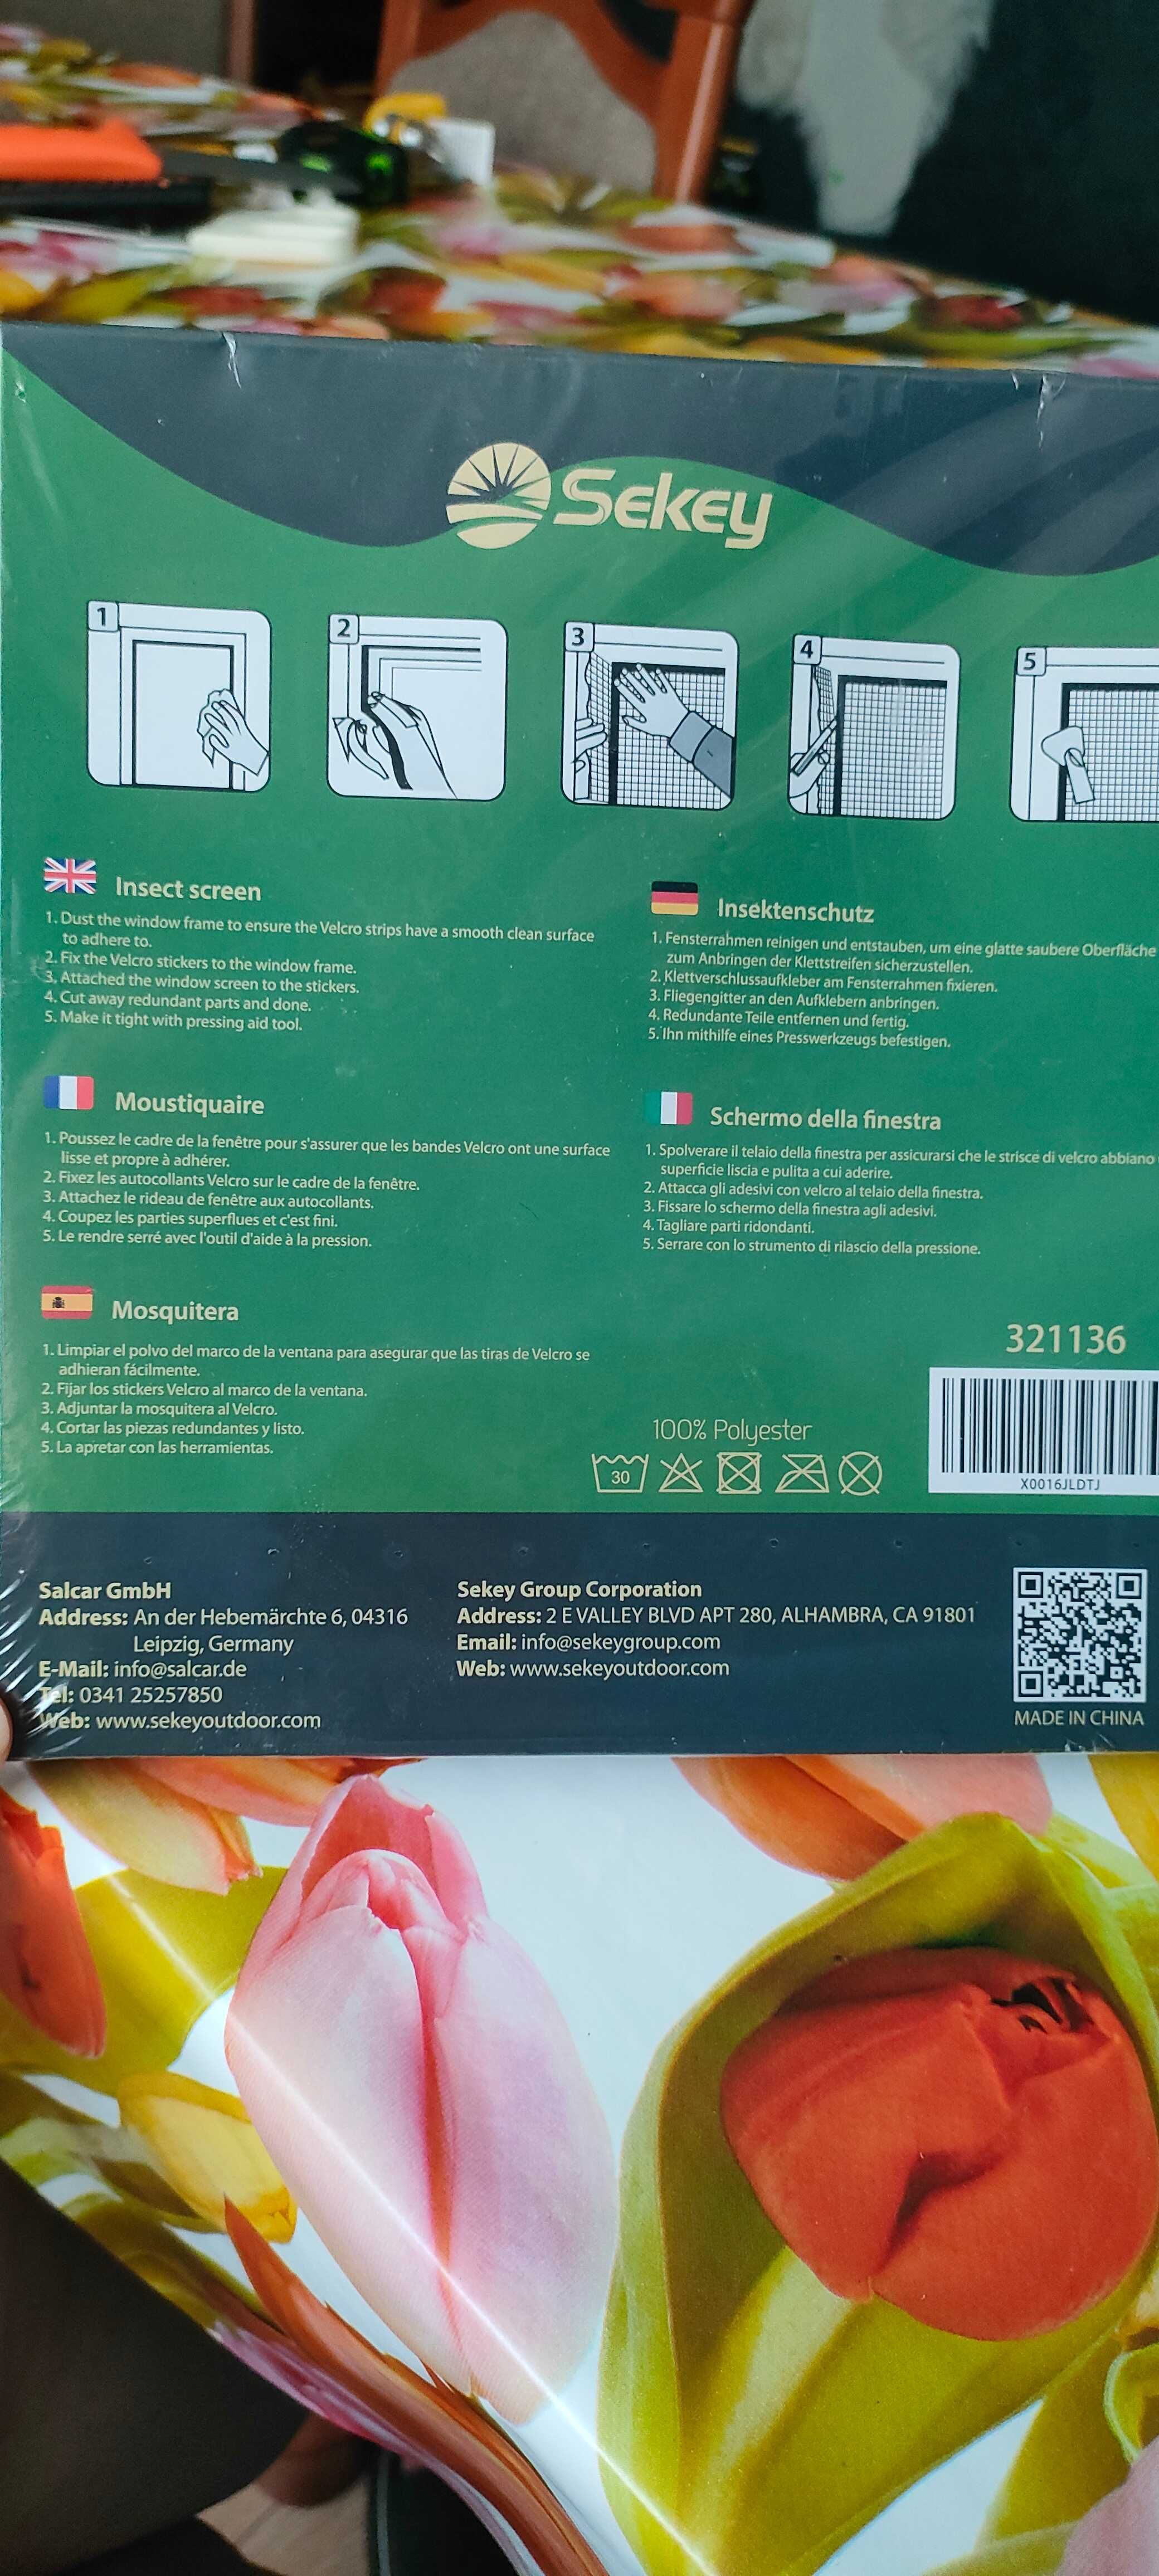 Sekey
1
2
3
4
5
Insect screen
1. Dust the window frame to ensure the Velcro strips have a smooth clean surface
to adhere to.
2. Fix the Velcro stickers to the window frame.
3. Attached the window screen to the stickers.
4. Cut away redundant parts and done.
5. Make it tight with pressing aid tool.
Insektenschutz
1. Fensterrahmen reinigen und entstauben, um eine glatte saubere Oberfläche
zum Anbringen der Klettstreifen sicherzustellen.
2. Klettverschlussaufkleber am Fensterrahmen fixieren.
3. Fliegengitter an den Aufklebern anbringen.
4. Redundante Teile entfernen und fertig.
5. Ihn mithilfe eines Presswerkzeugs befestigen.
Moustiquaire
1. Poussez le cadre de la fenêtre pour s'assurer que les bandes Velcro ont une surface
lisse et propre à adhérer.
2. Fixez les autocollants Velcro sur le cadre de la fenêtre.
3. Attachez le rideau de fenêtre aux autocollants.
4. Coupez les parties superflues et c'est fini.
5. Le rendre serré avec l'outil d'aide à la pression.
Schermo della finestra
1. Spolverare il telaio della finestra per assicurarsi che le strisce di velcro abbiano
superficie liscia e pulita a cui aderire.
2. Attacca gli adesivi con velcro al telaio della finestra.
3. Fissare lo schermo della finestra agli adesivi.
4. Tagliare parti ridondanti.
5. Serrare con lo strumento di rilascio della pressione.
Mosquitera
1. Limpiar el polvo del marco de la ventana para asegurar que las tiras de Velcro se
adhieran fácilmente.
2. Fijar los stickers Velcro al marco de la ventana.
3. Adjuntar la mosquitera al Velcro.
4. Cortar las piezas redundantes y listo.
5. La apretar con las herramientas.
321136
100% Polyester
30
X0016JLDTJ
Salcar GmbH
Address: An der Hebemärchte 6, 04316
Leipzig, Germany
E-Mail: info@salcar.de
Tel: 0341 25257850
Web: www.sekeyoutdoor.com
Sekey Group Corporation
Address: 2 E VALLEY BLVD APT 280, ALHAMBRA, CA 91801
Email: info@sekeygroup.com
Web: www.sekeyoutdoor.com
MADE IN CHINA